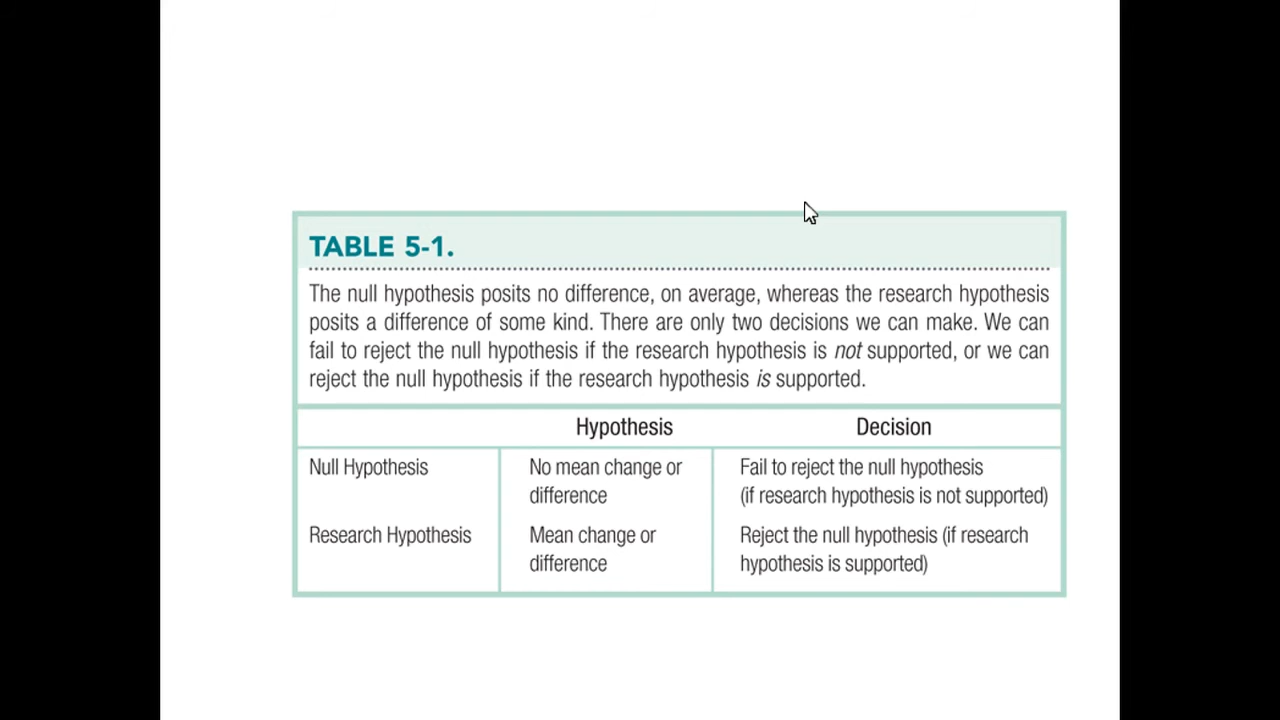 TABLE 5-1.
The null hypothesis posits no difference, on average, whereas the research hypothesis
posits a difference of some kind. There are only two decisions we can make. We can
fail to reject the null hypothesis if the research hypothesis is not supported, or we can
reject the null hypothesis if the research hypothesis is supported.
Hypothesis Decision
Null Hypothesis No mean change or difference Fail to reject the null hypothesis (if research hypothesis is not supported)
Research Hypothesis Mean change or difference Reject the null hypothesis (if research hypothesis is supported)